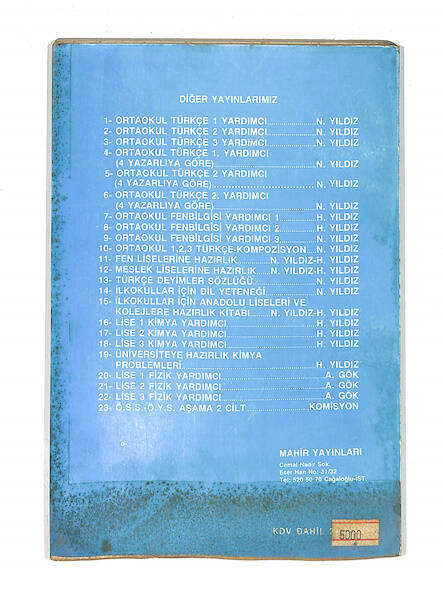 DİĞER YAYINLARIMIZ
1- ORTAOKUL TÜRKÇE 1 YARDIMCI..............N. YILDIZ
2- ORTAOKUL TÜRKÇE 2 YARDIMCI..............N. YILDIZ
3- ORTAOKUL TÜRKÇE 3 YARDIMCI..............N. YILDIZ
4- ORTAOKUL TÜRKÇE 1. YARDIMCI
(4 YAZARLIYA GÖRE)..............................N. YILDIZ
5- ORTAOKUL TÜRKÇE 2 YARDIMCI
(4 YAZARLIYA GÖRE)..............................N. YILDIZ
6- ORTAOKUL TÜRKÇE 2. YARDIMCI
(4 YAZARLIYA GÖRE)..............................N. YILDIZ
7- ORTAOKUL FENBİLGİSİ YARDIMCI 1..........H. YILDIZ
8- ORTAOKUL FENBİLGİSİ YARDIMCI 2..........H. YILDIZ
9- ORTAOKUL FENBİLGİSİ YARDIMCI 3..........N. YILDIZ
10- ORTAOKUL 1,2,3 TÜRKÇE-KOMPOZİSYON....N. YILDIZ
11- FEN LİSELERİNE HAZIRLIK........N. YILDIZ-H. YILDIZ
12- MESLEK LİSELERİNE HAZIRLIK....N. YILDIZ-H. YILDIZ
13- TÜRKÇE DEYİMLER SÖZLÜĞÜ..................N. YILDIZ
14- İLKOKULLAR İÇİN DİL YETENEĞİ..............N. YILDIZ
15- İLKOKULLAR İÇİN ANADOLU LİSELERİ VE
KOLEJLERE HAZIRLIK KİTABI......N. YILDIZ-H. YILDIZ
16- LİSE 1 KİMYA YARDIMCI..........................H. YILDIZ
17- LİSE 2 KİMYA YARDIMCI..........................H. YILDIZ
18- LİSE 3 KİMYA YARDIMCI..........................H. YILDIZ
19- ÜNİVERSİTEYE HAZIRLIK KİMYA
PROBLEMLERİ........................................H. YILDIZ
20- LİSE 1 FİZİK YARDIMCI..............................A. GÖK
21- LİSE 2 FİZİK YARDIMCI..............................A. GÖK
22- LİSE 3 FİZİK YARDIMCI..............................A. GÖK
23- Ö.S.S.-Ö.Y.S. AŞAMA 2 CİLT..................KOMİSYON
MAHİR YAYINLARI
Cemal Nadir Sok.
Eser Han No: 31/32
Tel: 520 50 70 Cağaloğlu-İST.
KDV DAHİL
5000